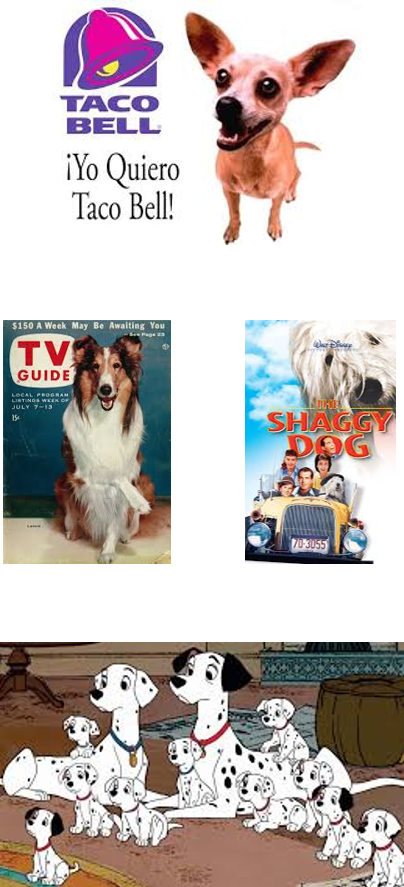 TACO
BELL
¡Yo Quiero
Taco Bell!
$150 A Week May Be Awaiting You
See Page 25
TV
GUIDE
LOCAL PROGRAM
LISTINGS WEEK OF
JULY 7-13
15¢
LASSIE
WALT DISNEY
THE
SHAGGY
DOG
70·3055